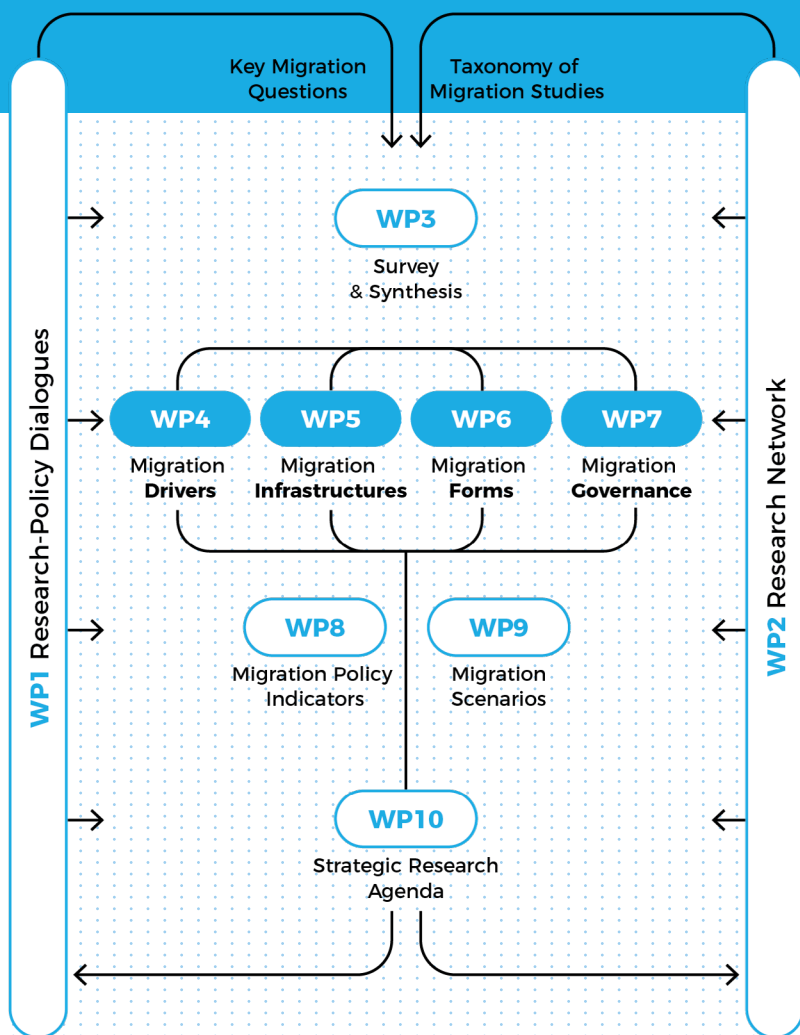 Key Migration
Questions
Taxonomy of
Migration Studies
WP1 Research-Policy Dialogues
WP2 Research Network
WP3
Survey
& Synthesis
WP4
Migration
Drivers
WP5
Migration
Infrastructures
WP6
Migration
Forms
WP7
Migration
Governance
WP8
Migration Policy
Indicators
WP9
Migration
Scenarios
WP10
Strategic Research
Agenda